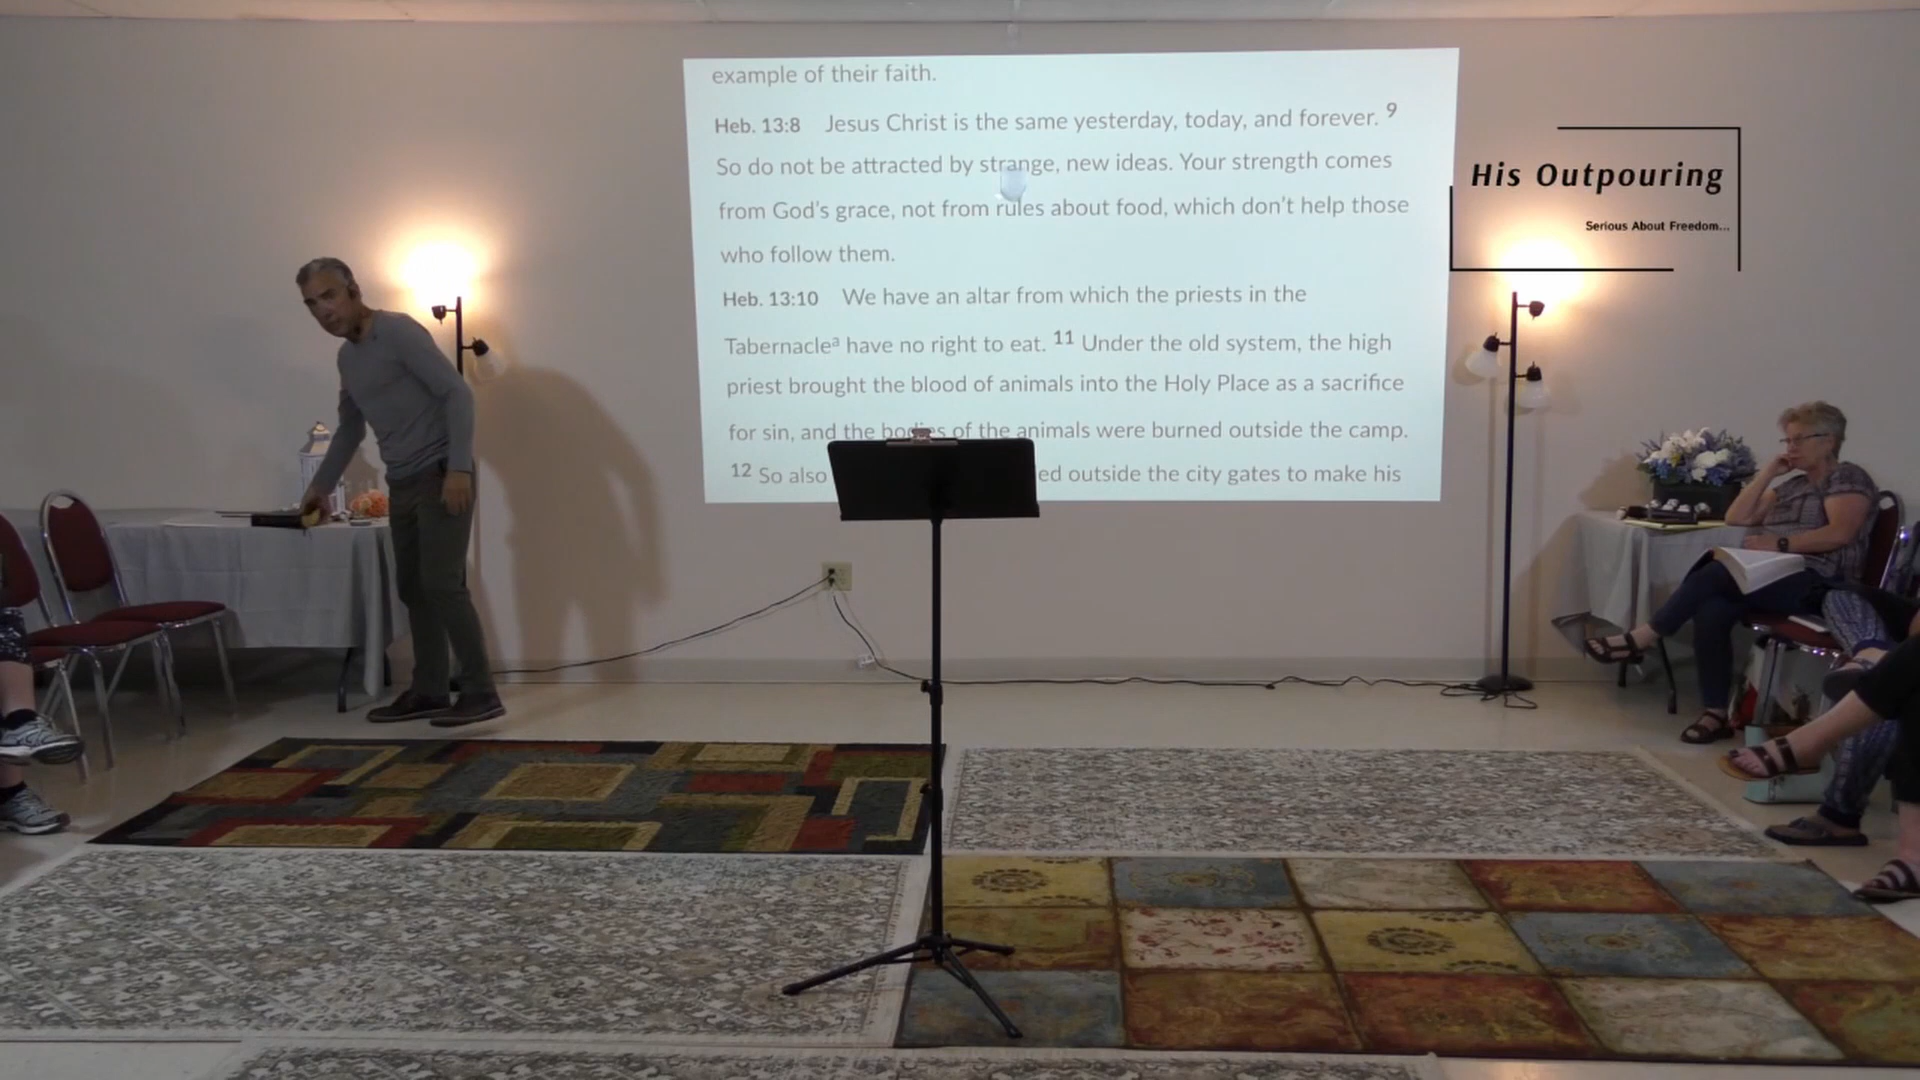 example of their faith.
Heb. 13:8 Jesus Christ is the same yesterday, today, and forever. 9
So do not be attracted by strange, new ideas. Your strength comes
from God's grace, not from rules about food, which don't help those
who follow them.
Heb. 13:10 We have an altar from which the priests in the
Tabernacleª have no right to eat. 11 Under the old system, the high
priest brought the blood of animals into the Holy Place as a sacrifice
for sin, and the bodies of the animals were burned outside the camp.
12 So also ed outside the city gates to make his
His Outpouring
Serious About Freedom...